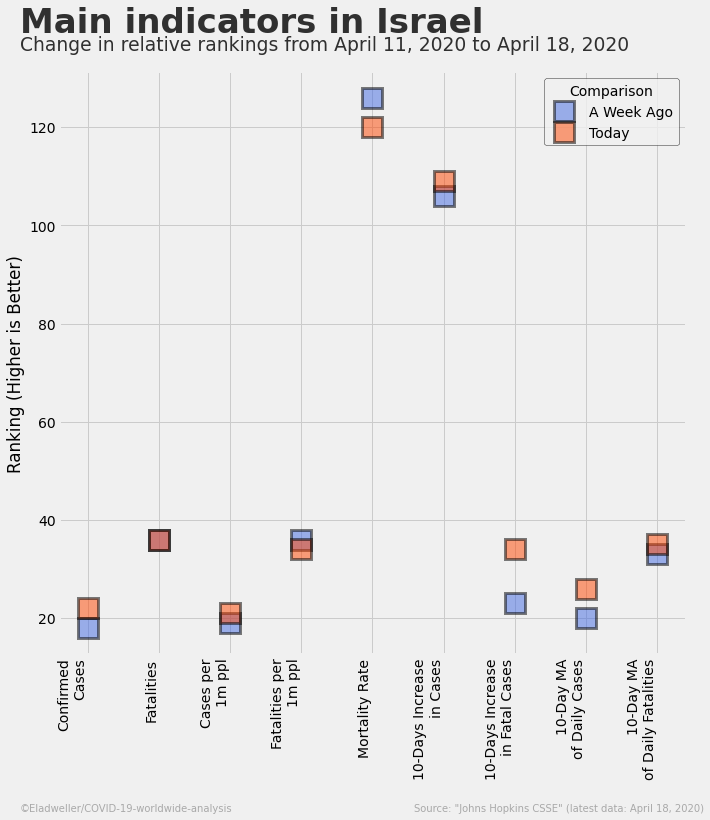 Main indicators in Israel
Change in relative rankings from April 11, 2020 to April 18, 2020
Comparison
A Week Ago
Today
Ranking (Higher is Better)
120
100
80
60
40
20
Confirmed
Cases
Fatalities
Cases per
1m ppl
Fatalities per
1m ppl
Mortality Rate
10-Days Increase
in Cases
10-Days Increase
in Fatal Cases
10-Day MA
of Daily Cases
10-Day MA
of Daily Fatalities
©Eladweller/COVID-19-worldwide-analysis
Source: "Johns Hopkins CSSE" (latest data: April 18, 2020)